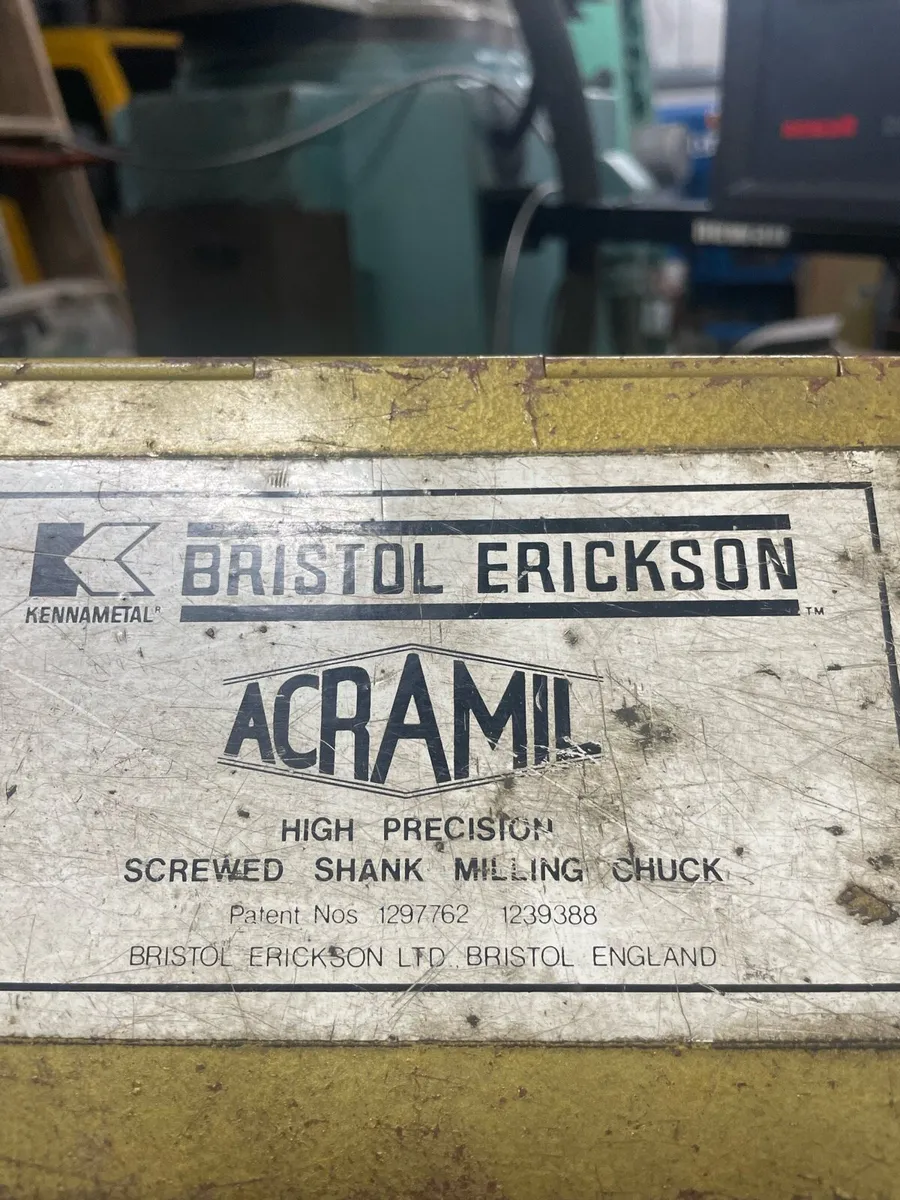 BRISTOL ERICKSON
KENNAMETAL®
TM
ACRAMIL
HIGH PRECISION
SCREWED SHANK MILLING CHUCK
Patent Nos 1297762 1239388
BRISTOL ERICKSON LTD. BRISTOL ENGLAND